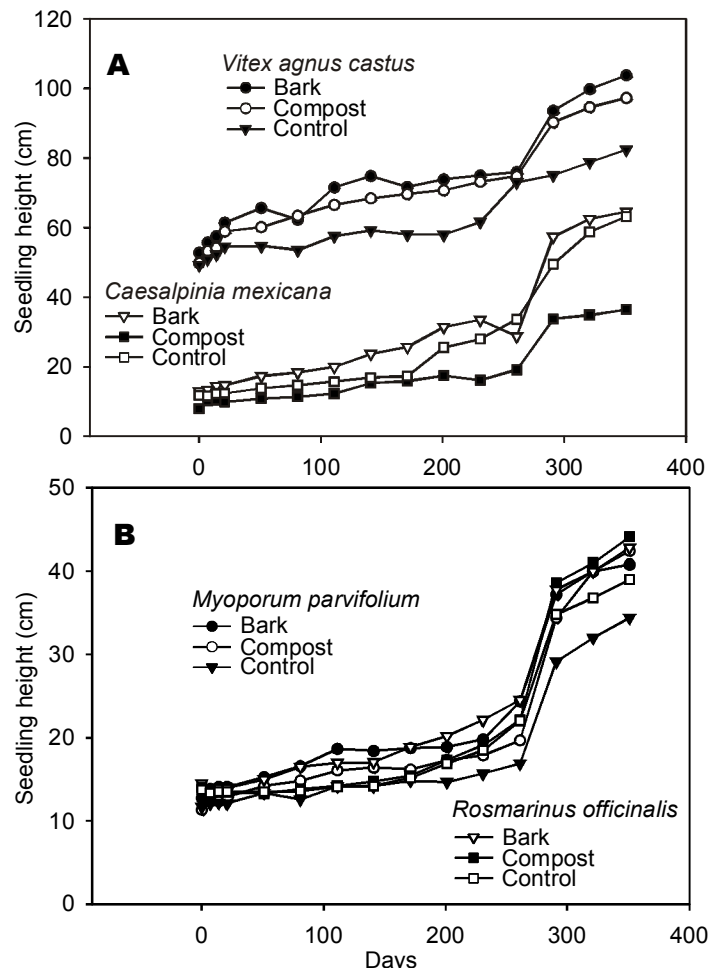 120
A
Vitex agnus castus
Bark
Compost
Control
100
80
60
40
20
0
Seedling height (cm)
Caesalpinia mexicana
Bark
Compost
Control
0 100 200 300 400
50
B
40
30
20
10
0
Seedling height (cm)
Myoporum parvifolium
Bark
Compost
Control
Rosmarinus officinalis
Bark
Compost
Control
0 100 200 300 400
Days